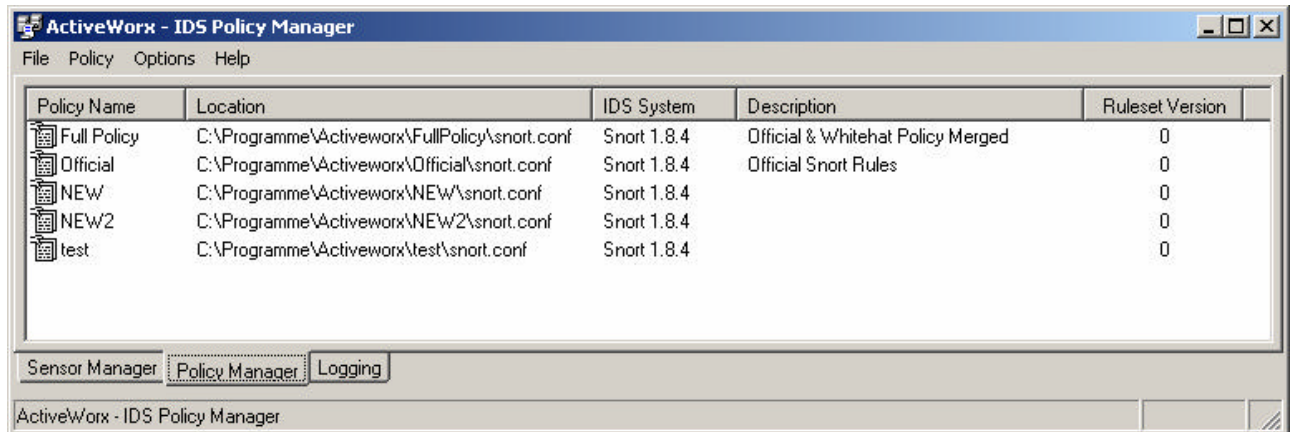 ActiveWorx - IDS Policy Manager
File Policy Options Help
Policy Name Location IDS System Description Ruleset Version
Full Policy C:\Programme\Activeworx\FullPolicy\snort.conf Snort 1.8.4 Official & Whitehat Policy Merged 0
Official C:\Programme\Activeworx\Official\snort.conf Snort 1.8.4 Official Snort Rules 0
NEW C:\Programme\Activeworx\NEW\snort.conf Snort 1.8.4 0
NEW2 C:\Programme\Activeworx\NEW2\snort.conf Snort 1.8.4 0
test C:\Programme\Activeworx\test\snort.conf Snort 1.8.4 0
Sensor Manager Policy Manager Logging
ActiveWorx - IDS Policy Manager